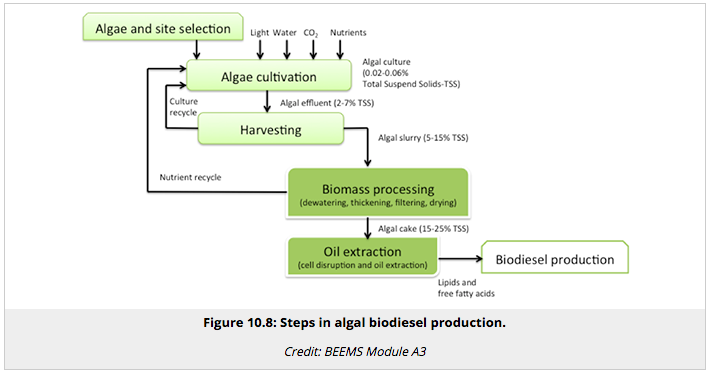 Algae and site selection
Light Water CO₂ Nutrients
Algae cultivation
Algal culture
(0.02-0.06%
Total Suspend Solids-TSS)
Culture
recycle
Algal effluent (2-7% TSS)
Harvesting
Algal slurry (5-15% TSS)
Nutrient recycle
Biomass processing
(dewatering, thickening, filtering, drying)
Algal cake (15-25% TSS)
Oil extraction
(cell disruption and oil extraction)
Biodiesel production
Lipids and
free fatty acids
Figure 10.8: Steps in algal biodiesel production.
Credit: BEEMS Module A3